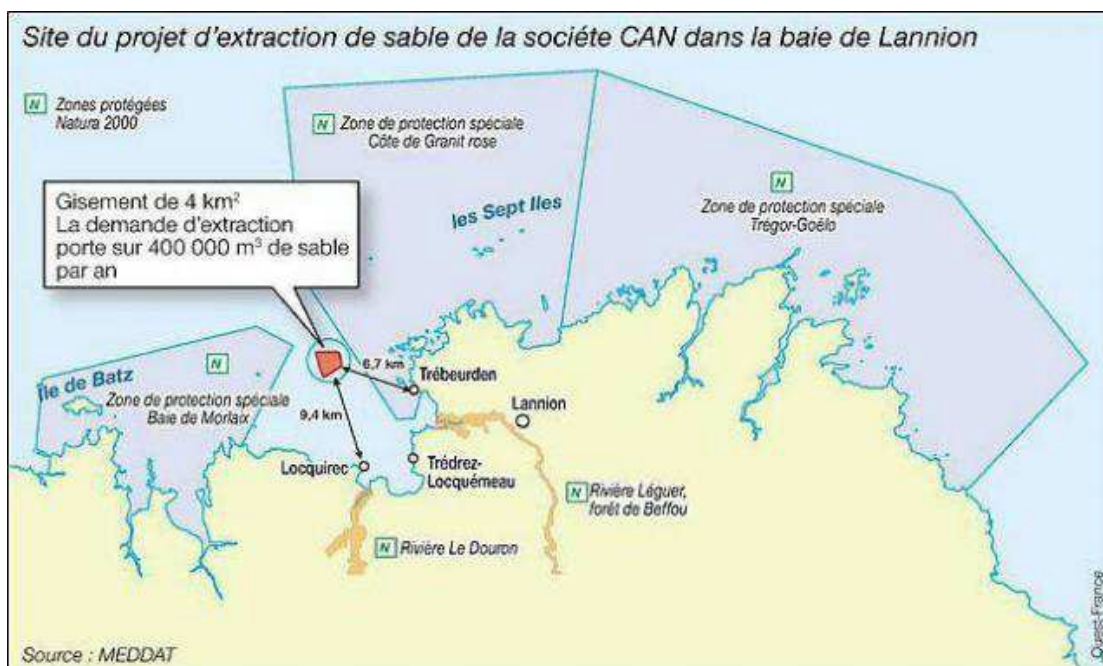 Site du projet d'extraction de sable de la sociéte CAN dans la baie de Lannion
N Zones protégées
Natura 2000
N Zone de protection spéciale
Côte de Granit rose
Gisement de 4 km²
La demande d'extraction
porte sur 400 000 m³ de sable
par an
les Sept Iles
N
Zone de protection spéciale
Trégor-Goëlo
N
Île de Batz
Zone de protection spéciale
Baie de Morlaix
6,7 km
Trébeurden
9,4 km
Lannion
Locquirec
Trédrez-
Locquémeau
N Rivière Léguer,
forêt de Beffou
N Rivière Le Douron
Source : MEDDAT
Ouest-France